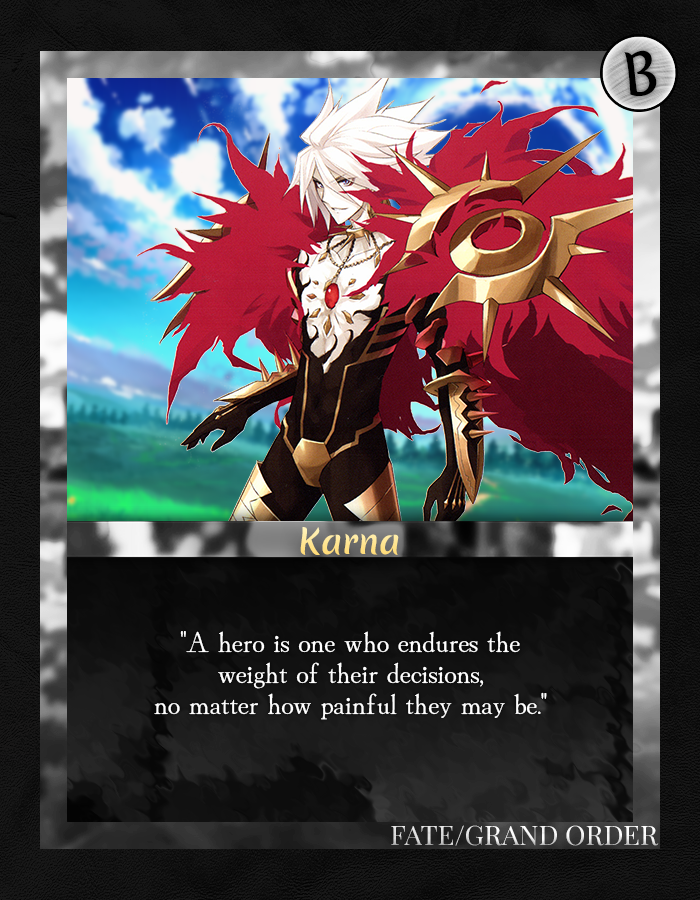 B
Karna
"A hero is one who endures the
weight of their decisions,
no matter how painful they may be."
FATE/GRAND ORDER